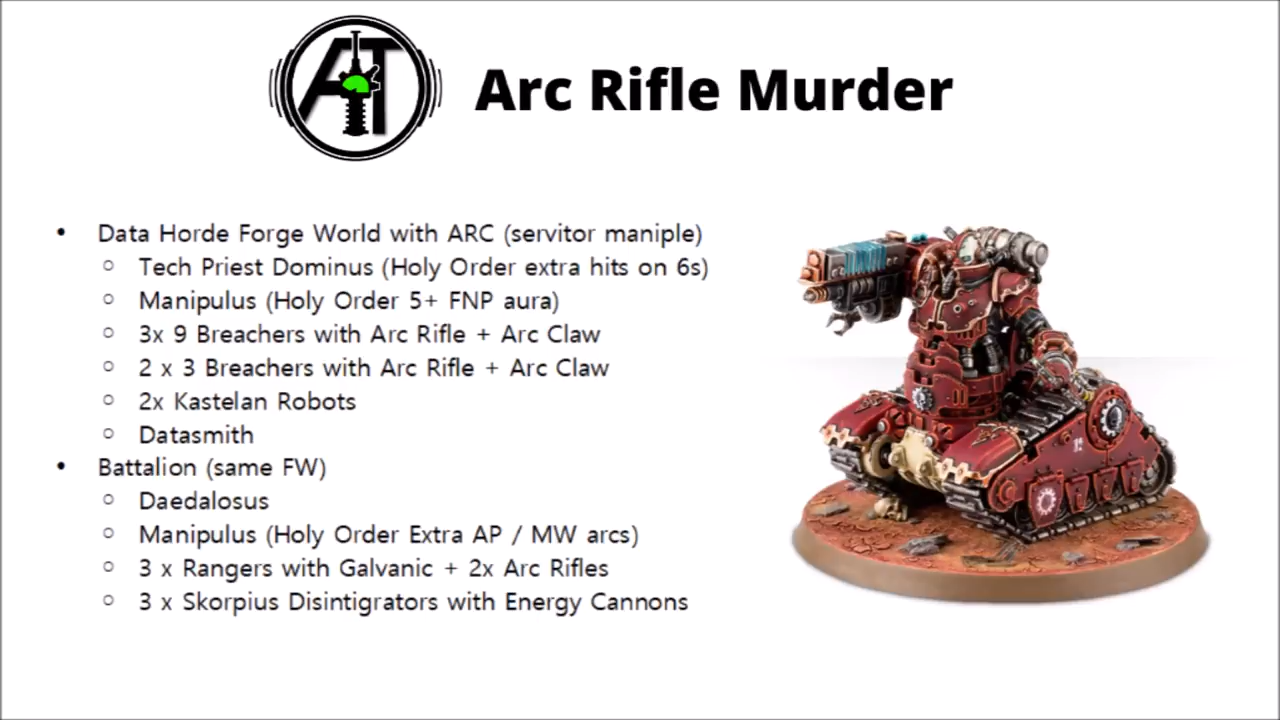 AT
Arc Rifle Murder
• Data Horde Forge World with ARC (servitor maniple)
○ Tech Priest Dominus (Holy Order extra hits on 6s)
○ Manipulus (Holy Order 5+ FNP aura)
○ 3x 9 Breachers with Arc Rifle + Arc Claw
○ 2 x 3 Breachers with Arc Rifle + Arc Claw
○ 2x Kastelan Robots
○ Datasmith
• Battalion (same FW)
○ Daedalosus
○ Manipulus (Holy Order Extra AP / MW arcs)
○ 3 x Rangers with Galvanic + 2x Arc Rifles
○ 3 x Skorpius Disintigrators with Energy Cannons